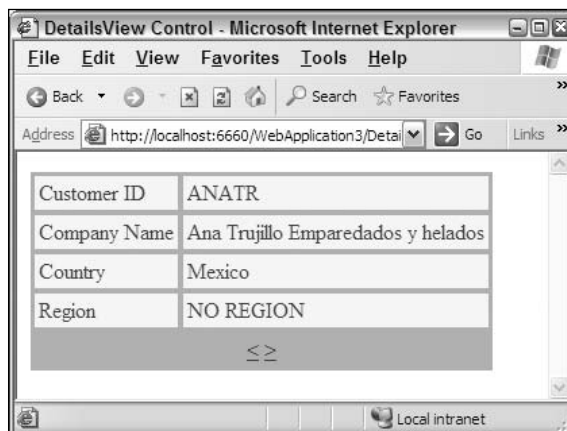 DetailsView Control - Microsoft Internet Explorer
File Edit View Favorites Tools Help
Back Search Favorites
Address http://localhost:6660/WebApplication3/Detai Go Links »
Customer ID ANATR
Company Name Ana Trujillo Emparedados y helados
Country Mexico
Region NO REGION
< >
Local intranet